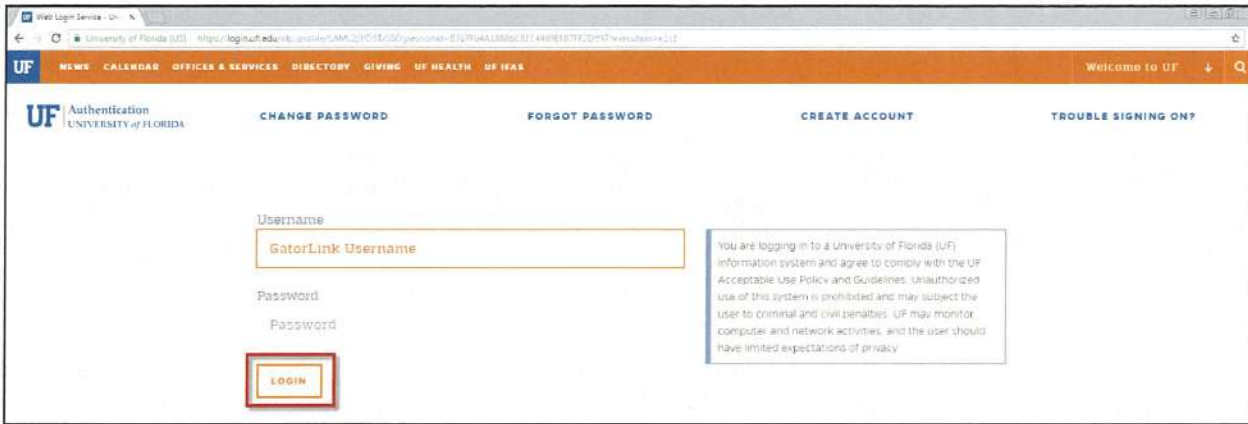 Web Login Service - Un
University of Florida [US] https://login.ufl.edu
UF NEWS CALENDAR OFFICES & SERVICES DIRECTORY GIVING UF HEALTH UF IFAS Welcome to UF
UF Authentication
UNIVERSITY of FLORIDA
CHANGE PASSWORD FORGOT PASSWORD CREATE ACCOUNT TROUBLE SIGNING ON?
Username
GatorLink Username
Password
Password
LOGIN
You are logging in to a University of Florida (UF)
information system and agree to comply with the UF
Acceptable Use Policy and Guidelines. Unauthorized
use of this system is prohibited and may subject the
user to criminal and civil penalties. UF may monitor
computer and network activities, and the user should
have limited expectations of privacy